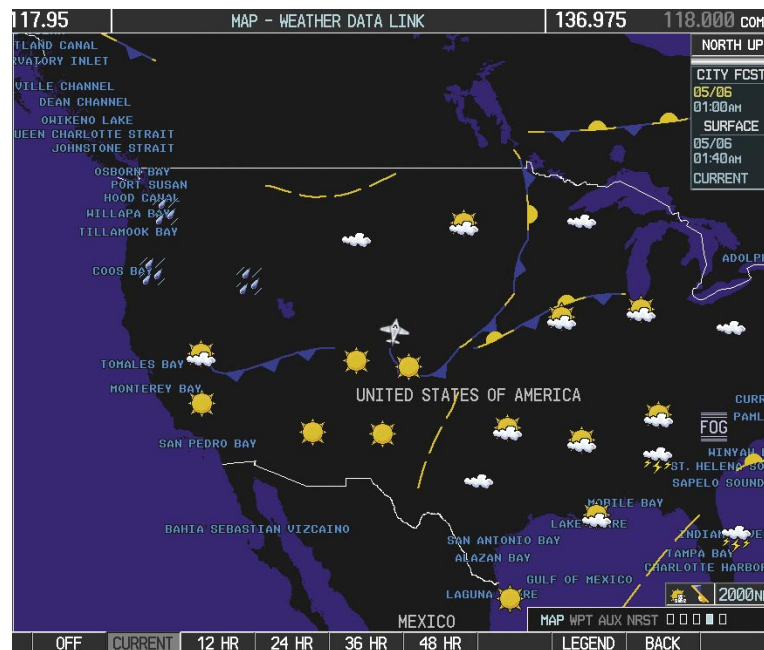 117.95
MAP – WEATHER DATA LINK
136.975
118.000 COM
NORTH UP
TLAND CANAL
RVATORY INLET
CITY FCST
05/06
01:00AM
VILLE CHANNEL
DEAN CHANNEL
OWIKENO LAKE
SURFACE
UEEN CHARLOTTE STRAIT
05/06
JOHNSTONE STRAIT
01:40AM
CURRENT
OSBORN BAY
PORT SUSAN
HOOD CANAL
WILLAPA BAY
TILLAMOOK BAY
ADOLP
COOS BAY
TOMALES BAY
MONTEREY BAY
UNITED STATES OF AMERICA
CURR
PAML
FOG
SAN PEDRO BAY
WINYAH
ST. HELENA SO
SAPELO SOUND
MOBILE BAY
BAHIA SEBASTIAN VIZCAINO
LAKE RE
SAN ANTONIO BAY
INDIAN VE
ALAZAN BAY
TAMPA BAY
CHARLOTTE HARBOR
GULF OF MEXICO
LAGUNA RE
2000NM
MEXICO
MAP WPT AUX NRST
OFF
CURRENT
12 HR
24 HR
36 HR
48 HR
LEGEND
BACK